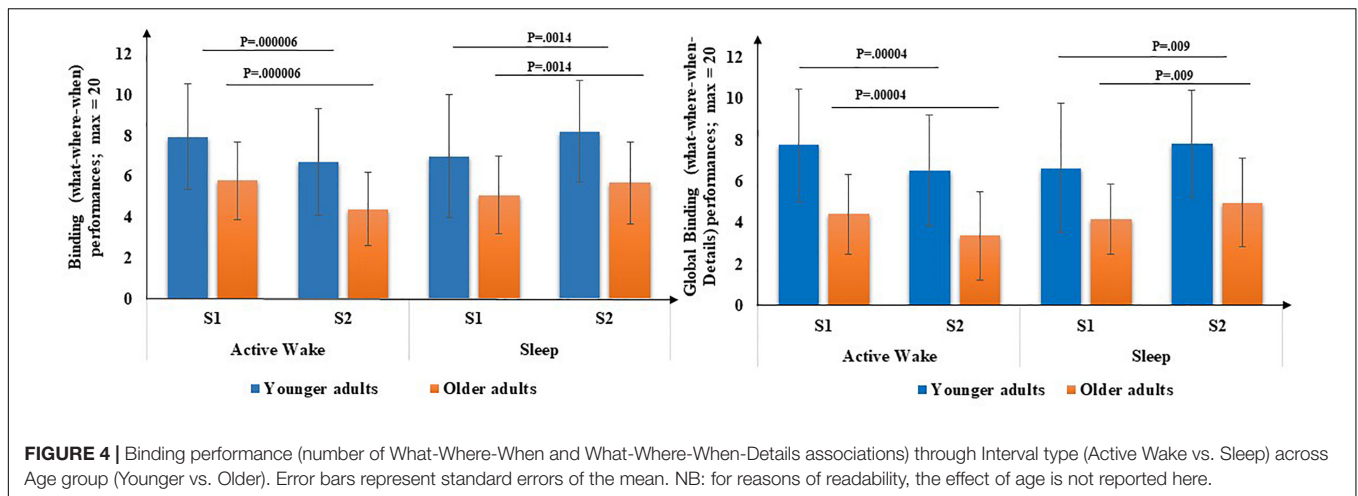 Binding (what-where-when)
performances; max = 20
12
10
8
6
4
2
0
P=.000006
P=.000006
P=.0014
P=.0014
S1
S2
S1
S2
Active Wake
Sleep
Younger adults
Older adults
Global Binding (what-where-when-
Details) performances; max = 20
12
10
8
6
4
2
0
P=.00004
P=.00004
P=.009
P=.009
S1
S2
S1
S2
Active Wake
Sleep
Younger adults
Older adults
FIGURE 4 | Binding performance (number of What-Where-When and What-Where-When-Details associations) through Interval type (Active Wake vs. Sleep) across
Age group (Younger vs. Older). Error bars represent standard errors of the mean. NB: for reasons of readability, the effect of age is not reported here.